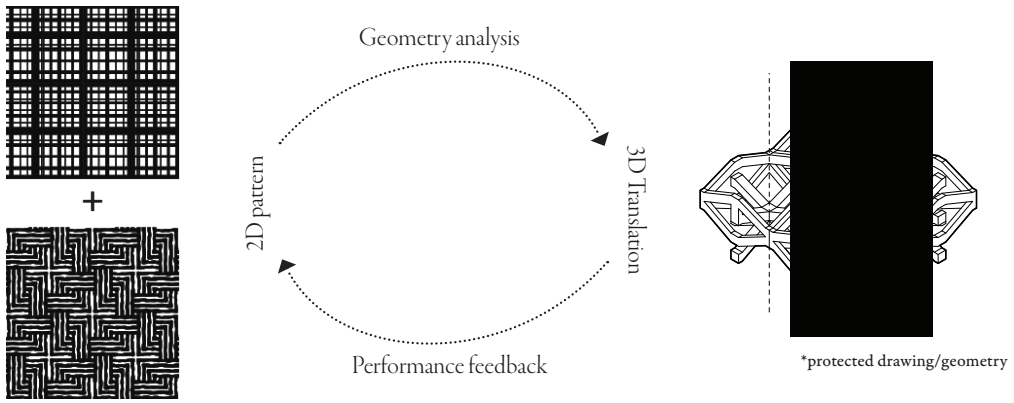 Geometry analysis
+
2D pattern
3D Translation
Performance feedback
*protected drawing/geometry